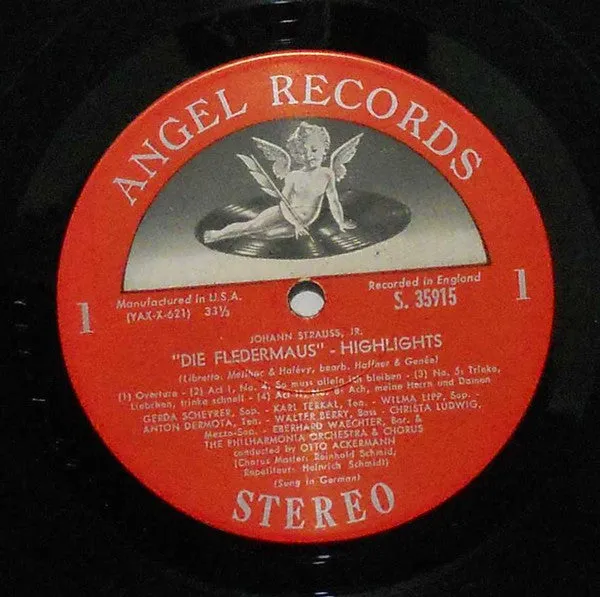 ANGEL RECORDS
1
1
Manufactured in U.S.A.
(YAX-X-621) 33⅓
Recorded in England
S. 35915
JOHANN STRAUSS, JR.
"DIE FLEDERMAUS" - HIGHLIGHTS
(Libretto: Meilhac & Halévy, bearb. Haffner & Genée)
(1) Overture - (2) Act 1, No. 4, So muss allein ich bleiben - (3) No. 5: Trinke,
Liebchen, trinke schnell - (4) Act II, No. 8: Ach, meine Herrn und Damen
GERDA SCHEYRER, Sop. - KARL TERKAL, Ten. - WILMA LIPP, Sop. -
ANTON DERMOTA, Ten. - WALTER BERRY, Bass - CHRISTA LUDWIG,
Mezzo-Sop. - EBERHARD WAECHTER, Bar. &
THE PHILHARMONIA ORCHESTRA & CHORUS
conducted by OTTO ACKERMANN
(Chorus Master: Reinhold Schmid,
Repetiteur: Heinrich Schmidt)
(Sung in German)
STEREO